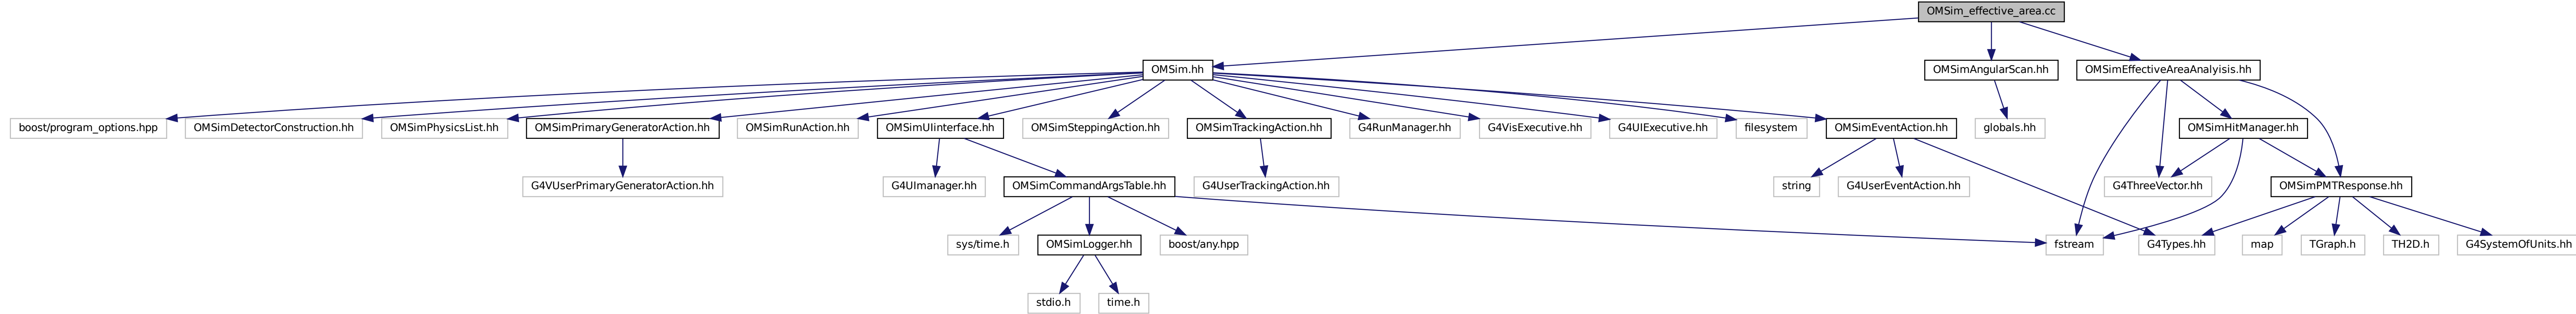 OMSim_effective_area.cc
OMSim.hh
OMSimAngularScan.hh
OMSimEffectiveAreaAnalyisis.hh
boost/program_options.hpp
OMSimDetectorConstruction.hh
OMSimPhysicsList.hh
OMSimPrimaryGeneratorAction.hh
OMSimRunAction.hh
OMSimUIinterface.hh
OMSimSteppingAction.hh
OMSimTrackingAction.hh
G4RunManager.hh
G4VisExecutive.hh
G4UIExecutive.hh
filesystem
OMSimEventAction.hh
globals.hh
OMSimHitManager.hh
G4VUserPrimaryGeneratorAction.hh
G4UImanager.hh
OMSimCommandArgsTable.hh
G4UserTrackingAction.hh
string
G4UserEventAction.hh
G4ThreeVector.hh
OMSimPMTResponse.hh
sys/time.h
OMSimLogger.hh
boost/any.hpp
fstream
G4Types.hh
map
TGraph.h
TH2D.h
G4SystemOfUnits.hh
stdio.h
time.h